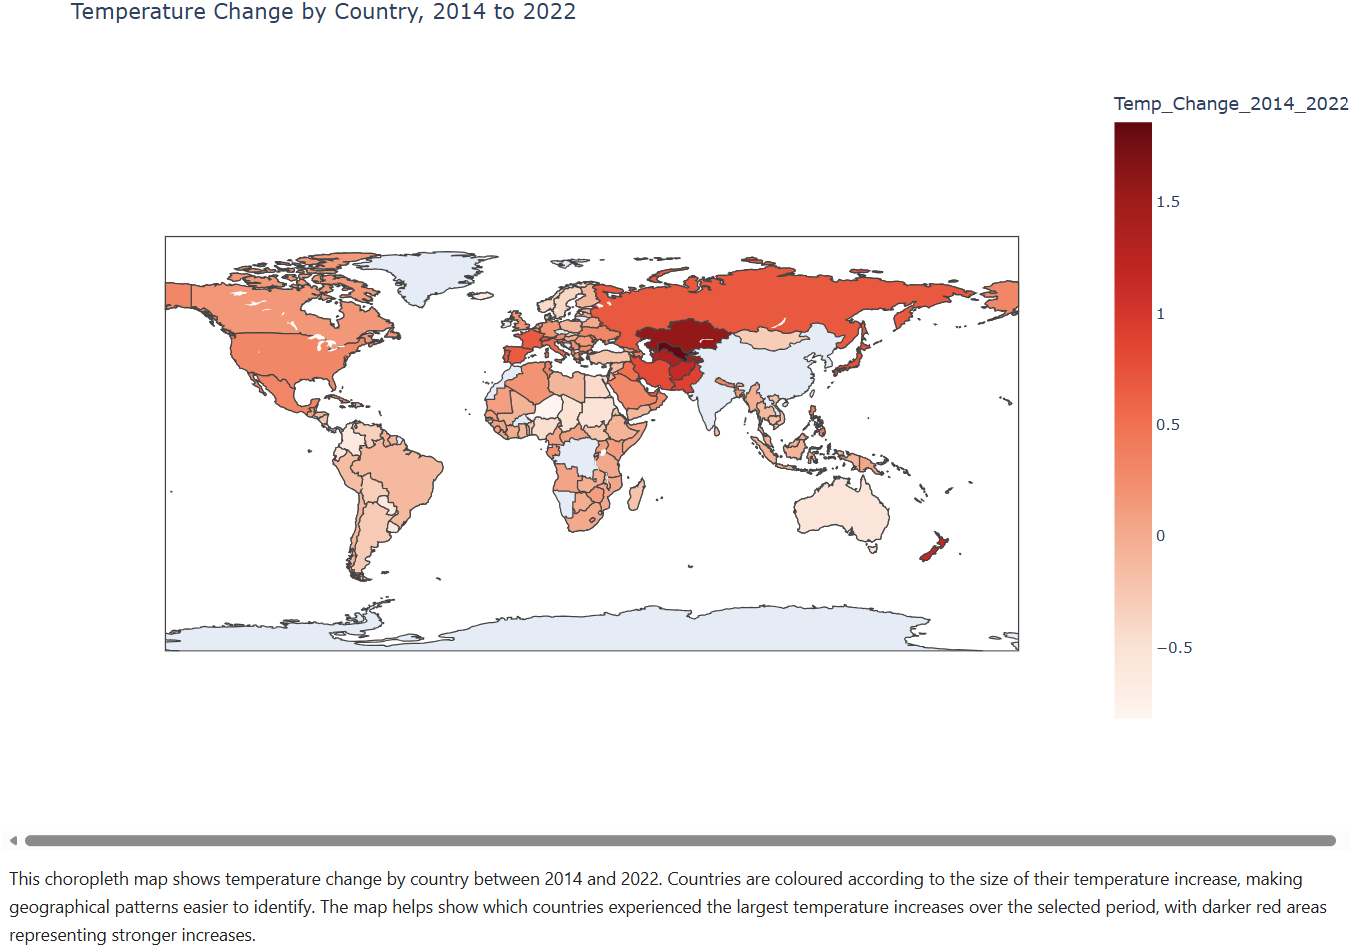 Temperature Change by Country, 2014 to 2022
Temp_Change_2014_2022
1.5
1
0.5
0
−0.5
This choropleth map shows temperature change by country between 2014 and 2022. Countries are coloured according to the size of their temperature increase, making
geographical patterns easier to identify. The map helps show which countries experienced the largest temperature increases over the selected period, with darker red areas
representing stronger increases.